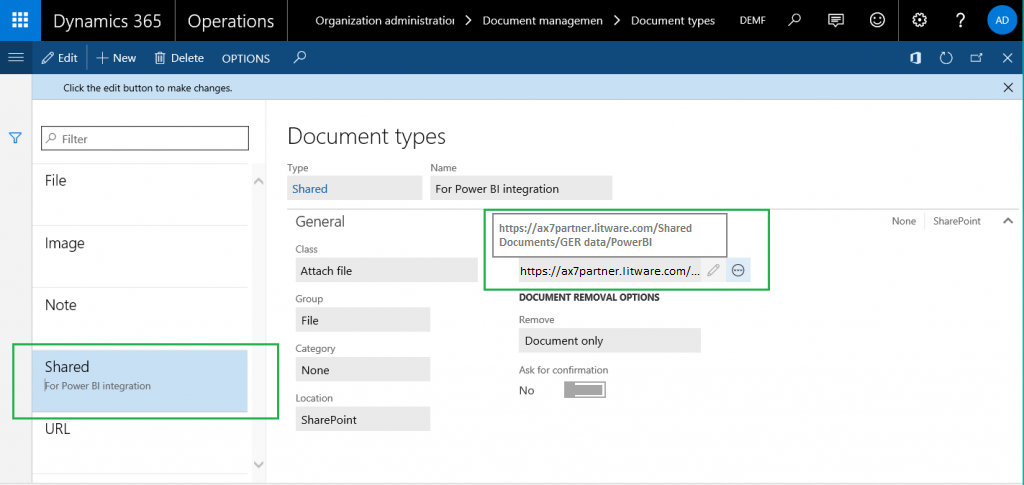 Dynamics 365 Operations Organization administration Document managemen Document types DEMF ? AD
Edit New Delete OPTIONS
Click the edit button to make changes.
Filter
File
Image
Note
Shared
For Power BI integration
URL
Document types
Type Name
Shared For Power BI integration
General None SharePoint
https://ax7partner.litware.com/Shared
Documents/GER data/PowerBI
Class
Attach file https://ax7partner.litware.com/...
Group DOCUMENT REMOVAL OPTIONS
File Remove
Document only
Category
None Ask for confirmation
No
Location
SharePoint